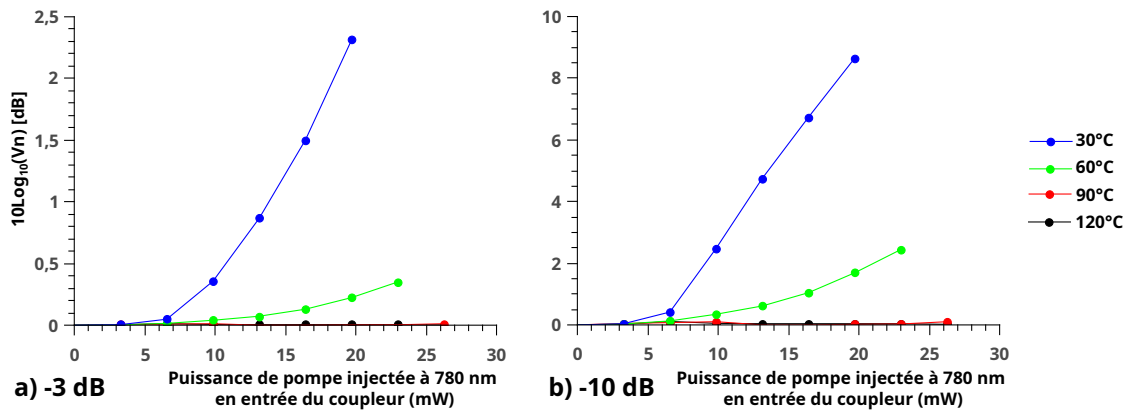 2,5
2
1,5
1
0,5
0
10Log₁₀(Vn) [dB]
0 5 10 15 20 25 30
Puissance de pompe injectée à 780 nm
en entrée du coupleur (mW)
a) -3 dB
10
8
6
4
2
0
0 5 10 15 20 25 30
Puissance de pompe injectée à 780 nm
en entrée du coupleur (mW)
b) -10 dB
30°C
60°C
90°C
120°C